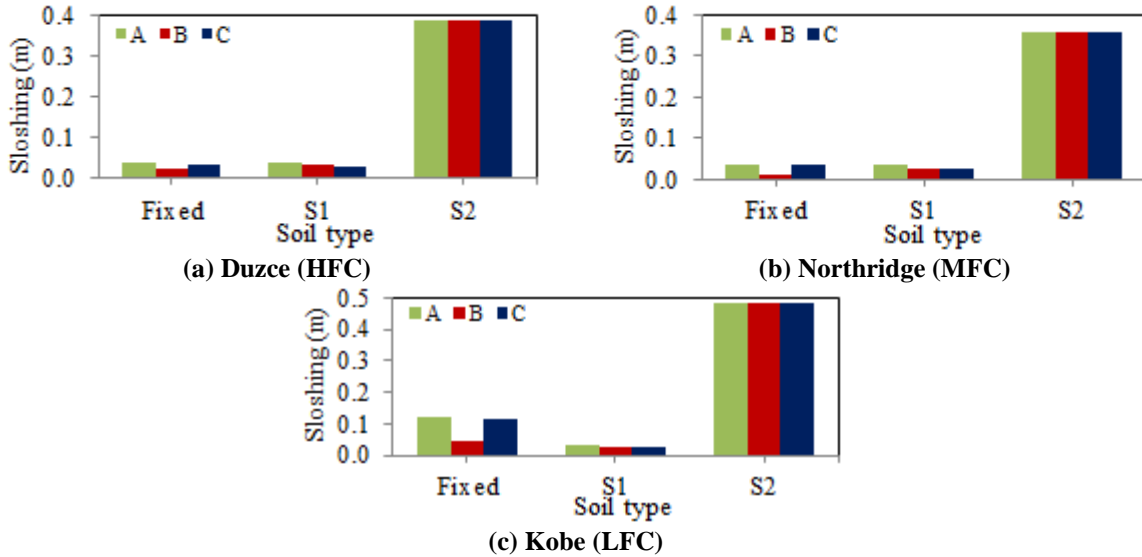 Sloshing (m)
0.4
0.3
0.2
0.1
0.0
A B C
Fixed S1 S2
Soil type
(a) Duzce (HFC)
Sloshing (m)
0.4
0.3
0.2
0.1
0.0
A B C
Fixed S1 S2
Soil type
(b) Northridge (MFC)
Sloshing (m)
0.5
0.4
0.3
0.2
0.1
0.0
A B C
Fixed S1 S2
Soil type
(c) Kobe (LFC)